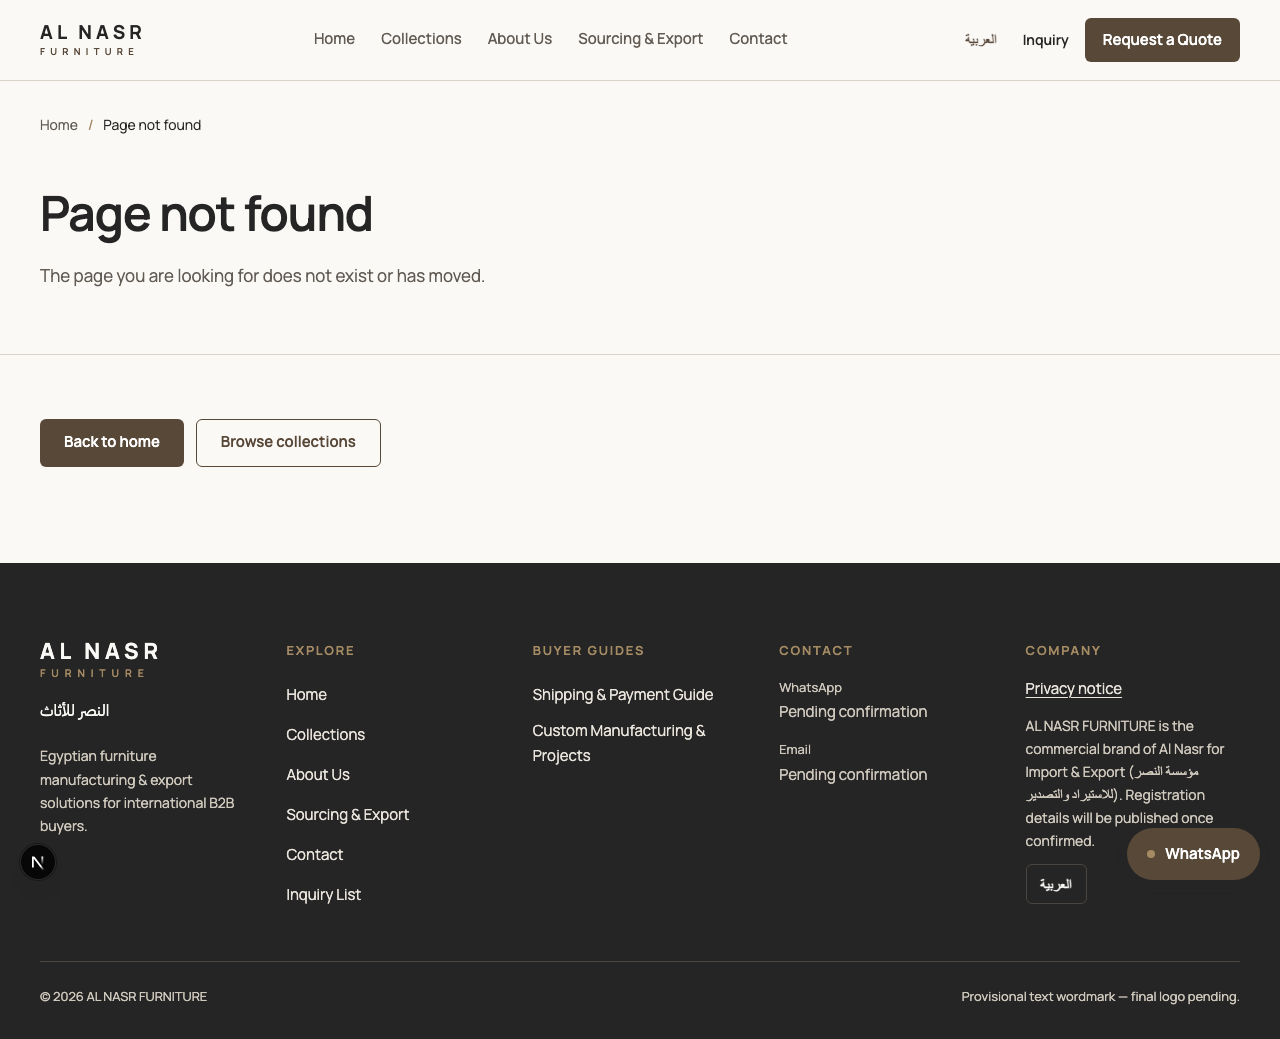 AL NASR
FURNITURE
Home
Collections
About Us
Sourcing & Export
Contact
العربية
Inquiry
Request a Quote
Home / Page not found
Page not found
The page you are looking for does not exist or has moved.
Back to home
Browse collections
AL NASR
FURNITURE
النصر للأثاث
Egyptian furniture
manufacturing & export
solutions for international B2B
buyers.
EXPLORE
Home
Collections
About Us
Sourcing & Export
Contact
Inquiry List
BUYER GUIDES
Shipping & Payment Guide
Custom Manufacturing &
Projects
CONTACT
WhatsApp
Pending confirmation
Email
Pending confirmation
COMPANY
Privacy notice
AL NASR FURNITURE is the
commercial brand of Al Nasr for
Import & Export (مؤسسة النصر
للاستيراد والتصدير). Registration
details will be published once
confirmed.
العربية
WhatsApp
N
© 2026 AL NASR FURNITURE
Provisional text wordmark — final logo pending.